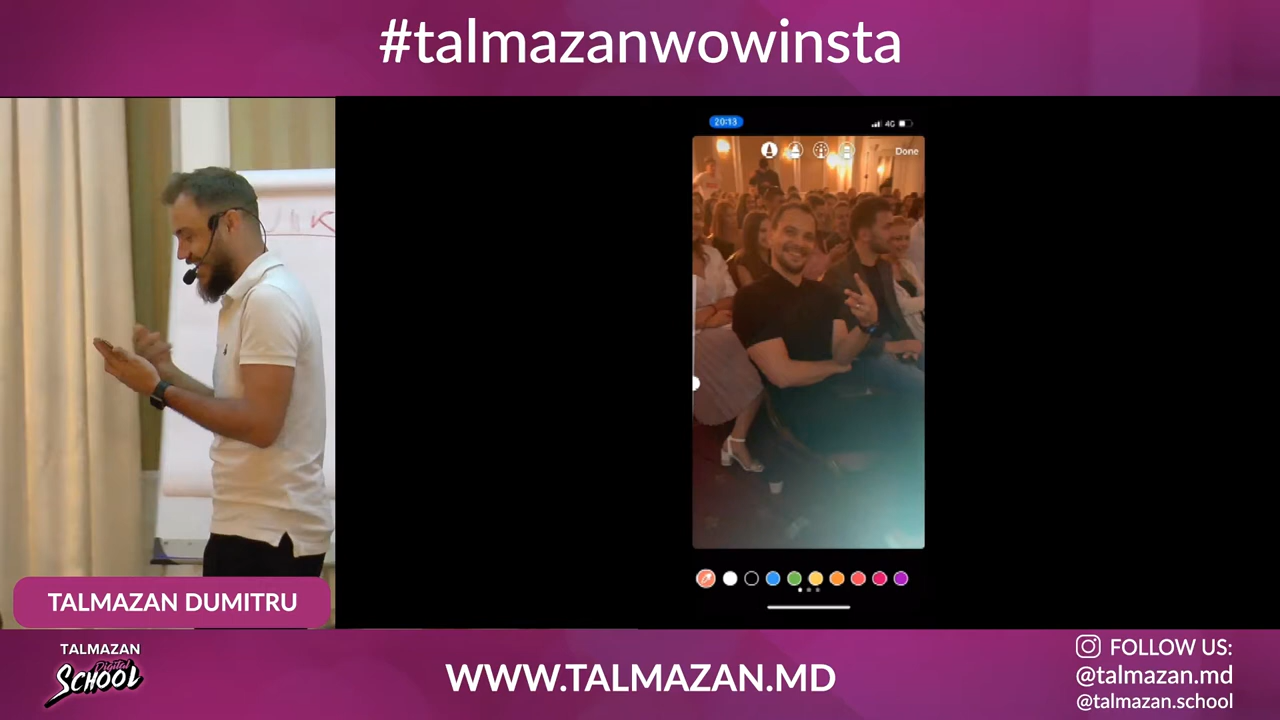 #talmazanwowinsta
20:13
4G
Done
TALMAZAN DUMITRU
TALMAZAN
Digital
SCHOOL
WWW.TALMAZAN.MD
FOLLOW US:
@talmazan.md
@talmazan.school